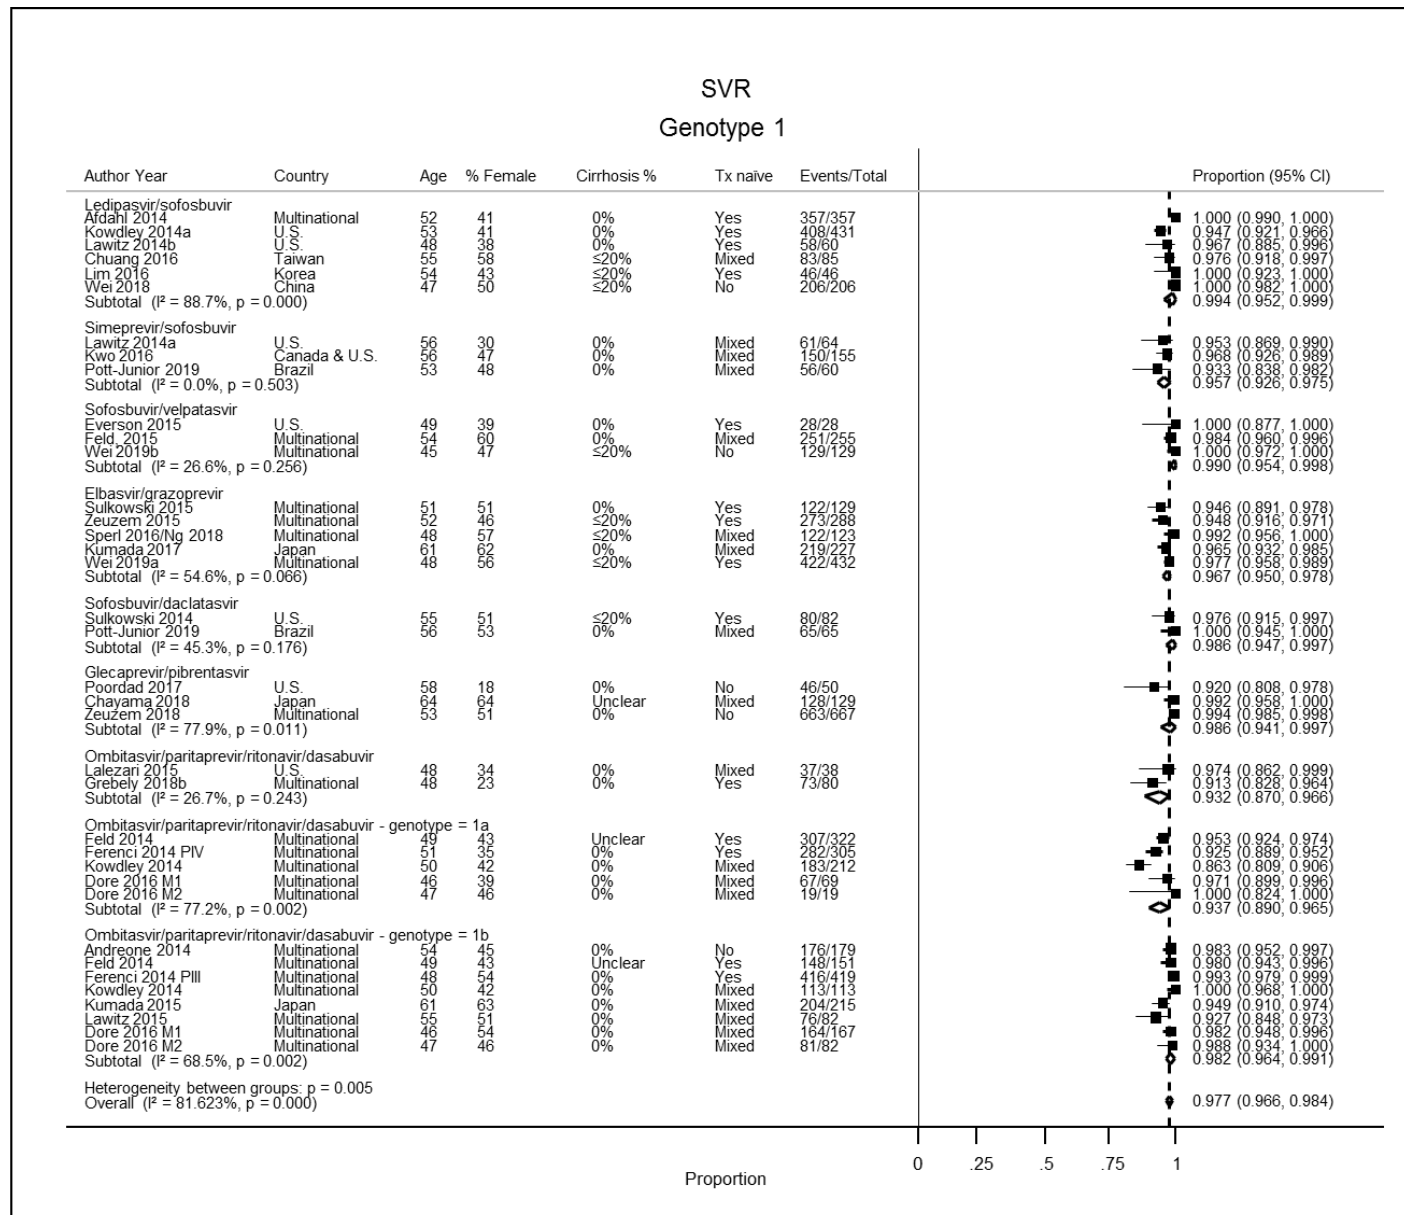 SVR
Genotype 1
Author Year Country Age % Female Cirrhosis % Tx naïve Events/Total Proportion (95% CI)
Ledipasvir/sofosbuvir
Afdahl 2014 Multinational 52 41 0% Yes 357/357 1.000 (0.990, 1.000)
Kowdley 2014a U.S. 53 41 0% Yes 408/431 0.947 (0.921, 0.966)
Lawitz 2014b U.S. 48 38 0% Yes 58/60 0.967 (0.885, 0.996)
Chuang 2016 Taiwan 55 58 ≤20% Mixed 83/85 0.976 (0.918, 0.997)
Lim 2016 Korea 54 43 ≤20% Yes 46/46 1.000 (0.923, 1.000)
Wei 2018 China 47 50 ≤20% No 206/206 1.000 (0.982, 1.000)
Subtotal (I² = 88.7%, p = 0.000) 0.994 (0.952, 0.999)
Simeprevir/sofosbuvir
Lawitz 2014a U.S. 56 30 0% Mixed 61/64 0.953 (0.869, 0.990)
Kwo 2016 Canada & U.S. 56 47 0% Mixed 150/155 0.968 (0.926, 0.989)
Pott-Junior 2019 Brazil 53 48 0% Mixed 56/60 0.933 (0.838, 0.982)
Subtotal (I² = 0.0%, p = 0.503) 0.957 (0.926, 0.975)
Sofosbuvir/velpatasvir
Everson 2015 U.S. 49 39 0% Yes 28/28 1.000 (0.877, 1.000)
Feld, 2015 Multinational 54 60 0% Mixed 251/255 0.984 (0.960, 0.996)
Wei 2019b Multinational 45 47 ≤20% No 129/129 1.000 (0.972, 1.000)
Subtotal (I² = 26.6%, p = 0.256) 0.990 (0.954, 0.998)
Elbasvir/grazoprevir
Sulkowski 2015 Multinational 51 51 0% Yes 122/129 0.946 (0.891, 0.978)
Zeuzem 2015 Multinational 52 46 ≤20% Yes 273/288 0.948 (0.916, 0.971)
Sperl 2016/Ng 2018 Multinational 48 57 ≤20% Mixed 122/123 0.992 (0.956, 1.000)
Kumada 2017 Japan 61 62 0% Mixed 219/227 0.965 (0.932, 0.985)
Wei 2019a Multinational 48 56 ≤20% Yes 422/432 0.977 (0.958, 0.989)
Subtotal (I² = 54.6%, p = 0.066) 0.967 (0.950, 0.978)
Sofosbuvir/daclatasvir
Sulkowski 2014 U.S. 55 51 ≤20% Yes 80/82 0.976 (0.915, 0.997)
Pott-Junior 2019 Brazil 56 53 0% Mixed 65/65 1.000 (0.945, 1.000)
Subtotal (I² = 45.3%, p = 0.176) 0.986 (0.947, 0.997)
Glecaprevir/pibrentasvir
Poordad 2017 U.S. 58 18 0% No 46/50 0.920 (0.808, 0.978)
Chayama 2018 Japan 64 64 Unclear Mixed 128/129 0.992 (0.958, 1.000)
Zeuzem 2018 Multinational 53 51 0% No 663/667 0.994 (0.985, 0.998)
Subtotal (I² = 77.9%, p = 0.011) 0.986 (0.941, 0.997)
Ombitasvir/paritaprevir/ritonavir/dasabuvir
Lalezari 2015 U.S. 48 34 0% Mixed 37/38 0.974 (0.862, 0.999)
Grebely 2018b Multinational 48 23 0% Yes 73/80 0.913 (0.828, 0.964)
Subtotal (I² = 26.7%, p = 0.243) 0.932 (0.870, 0.966)
Ombitasvir/paritaprevir/ritonavir/dasabuvir - genotype = 1a
Feld 2014 Multinational 49 43 Unclear Yes 307/322 0.953 (0.924, 0.974)
Ferenci 2014 PIV Multinational 51 35 0% Yes 282/305 0.925 (0.889, 0.952)
Kowdley 2014 Multinational 50 42 0% Mixed 183/212 0.863 (0.809, 0.906)
Dore 2016 M1 Multinational 46 39 0% Mixed 67/69 0.971 (0.899, 0.996)
Dore 2016 M2 Multinational 47 46 0% Mixed 19/19 1.000 (0.824, 1.000)
Subtotal (I² = 77.2%, p = 0.002) 0.937 (0.890, 0.965)
Ombitasvir/paritaprevir/ritonavir/dasabuvir - genotype = 1b
Andreone 2014 Multinational 54 45 0% No 176/179 0.983 (0.952, 0.997)
Feld 2014 Multinational 49 43 Unclear Yes 148/151 0.980 (0.943, 0.996)
Ferenci 2014 PIII Multinational 48 54 0% Yes 416/419 0.993 (0.979, 0.999)
Kowdley 2014 Multinational 50 42 0% Mixed 113/113 1.000 (0.968, 1.000)
Kumada 2015 Japan 61 63 0% Mixed 204/215 0.949 (0.910, 0.974)
Lawitz 2015 Multinational 55 51 0% Mixed 76/82 0.927 (0.848, 0.973)
Dore 2016 M1 Multinational 46 54 0% Mixed 164/167 0.982 (0.948, 0.996)
Dore 2016 M2 Multinational 47 46 0% Mixed 81/82 0.988 (0.934, 1.000)
Subtotal (I² = 68.5%, p = 0.002) 0.982 (0.964, 0.991)
Heterogeneity between groups: p = 0.005
Overall (I² = 81.623%, p = 0.000) 0.977 (0.966, 0.984)
0 .25 .5 .75 1
Proportion